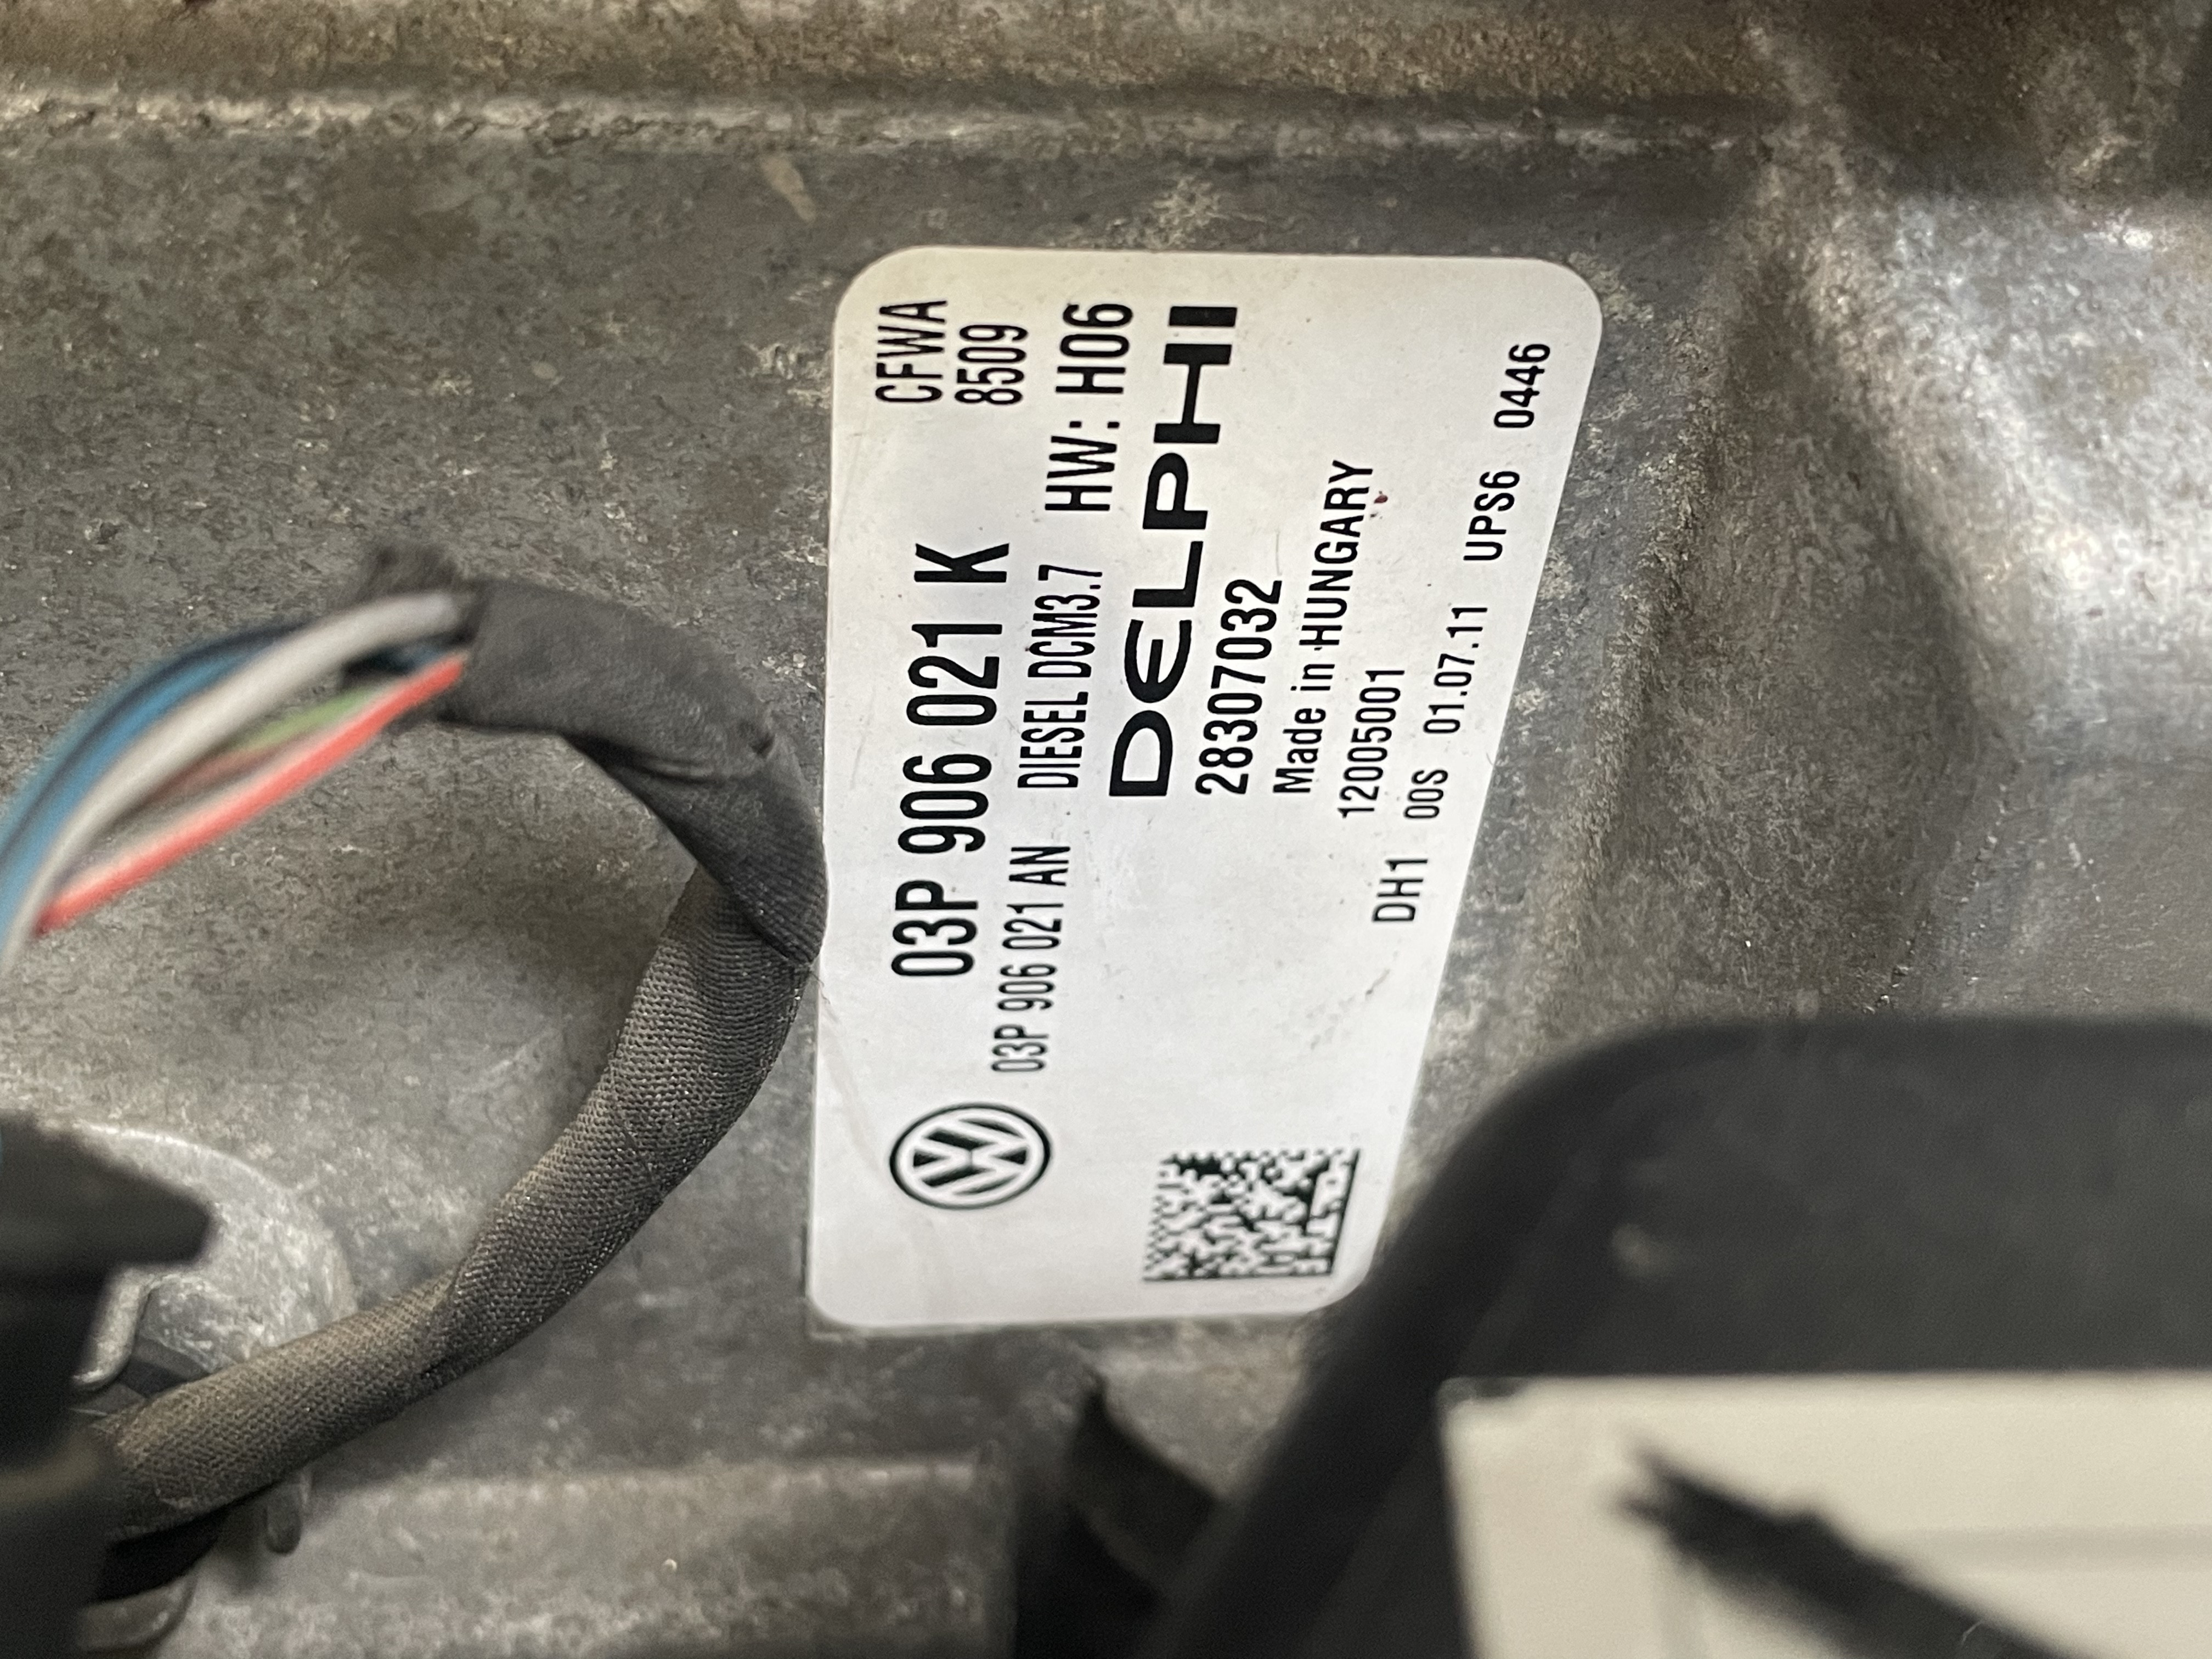 03P 906 021 K CFWA
8509
03P 906 021 AN DIESEL DCM3.7 HW: H06
DELPHI
28307032
Made in HUNGARY
12005001
DH1 00S 01.07.11 UPS6 0446